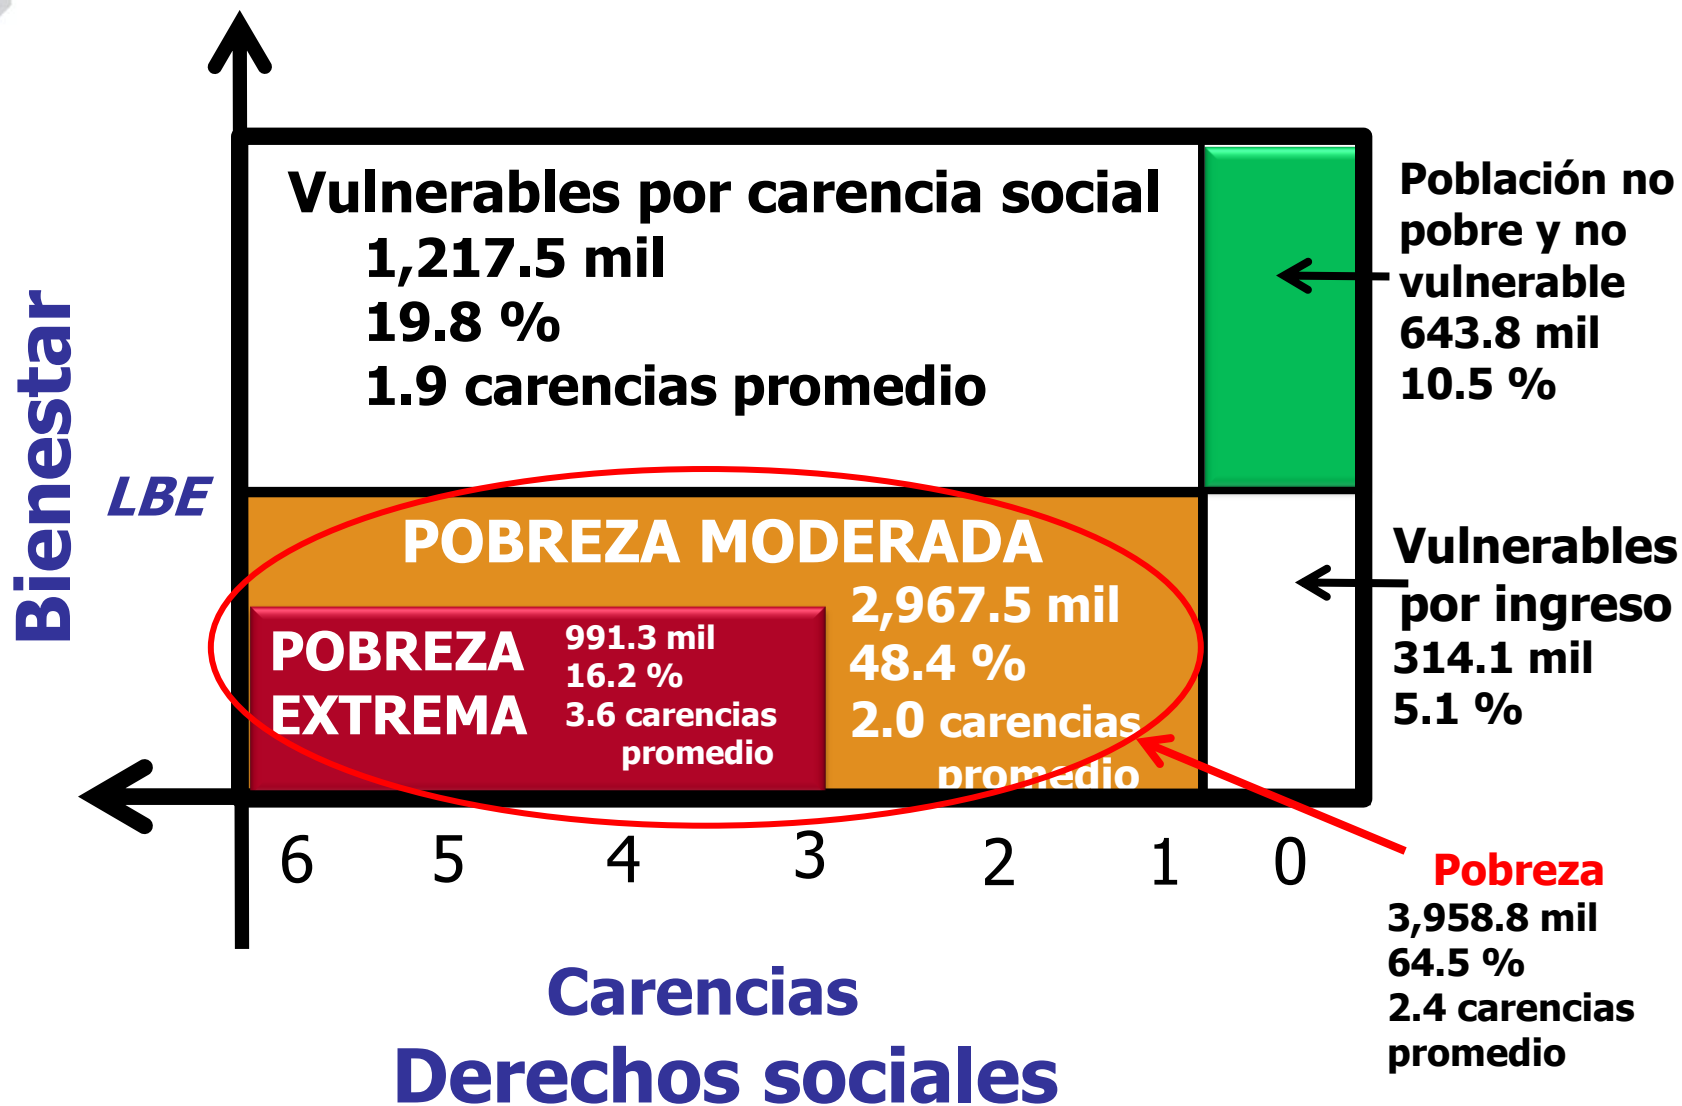 Vulnerables por carencia social
1,217.5 mil
19.8 %
1.9 carencias promedio
Población no
pobre y no
vulnerable
643.8 mil
10.5 %
Bienestar
LBE
POBREZA MODERADA
2,967.5 mil
48.4 %
2.0 carencias
promedio
POBREZA
EXTREMA
991.3 mil
16.2 %
3.6 carencias
promedio
Vulnerables
por ingreso
314.1 mil
5.1 %
6 5 4 3 2 1 0
Pobreza
3,958.8 mil
64.5 %
2.4 carencias
promedio
Carencias
Derechos sociales